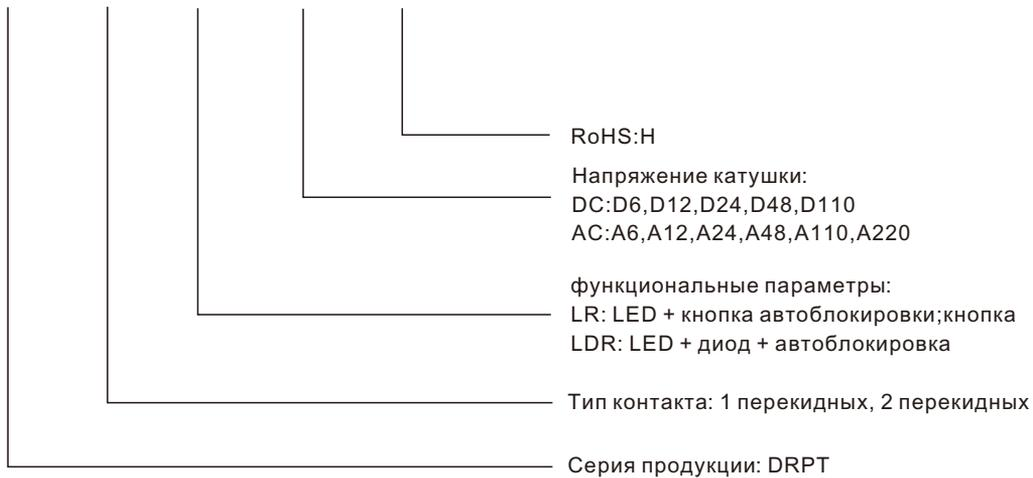 RoHS:H
Напряжение катушки:
DC:D6,D12,D24,D48,D110
AC:A6,A12,A24,A48,A110,A220
функциональные параметры:
LR: LED + кнопка автоблокировки;кнопка
LDR: LED + диод + автоблокировка
Тип контакта: 1 перекидных, 2 перекидных
Серия продукции: DRPT